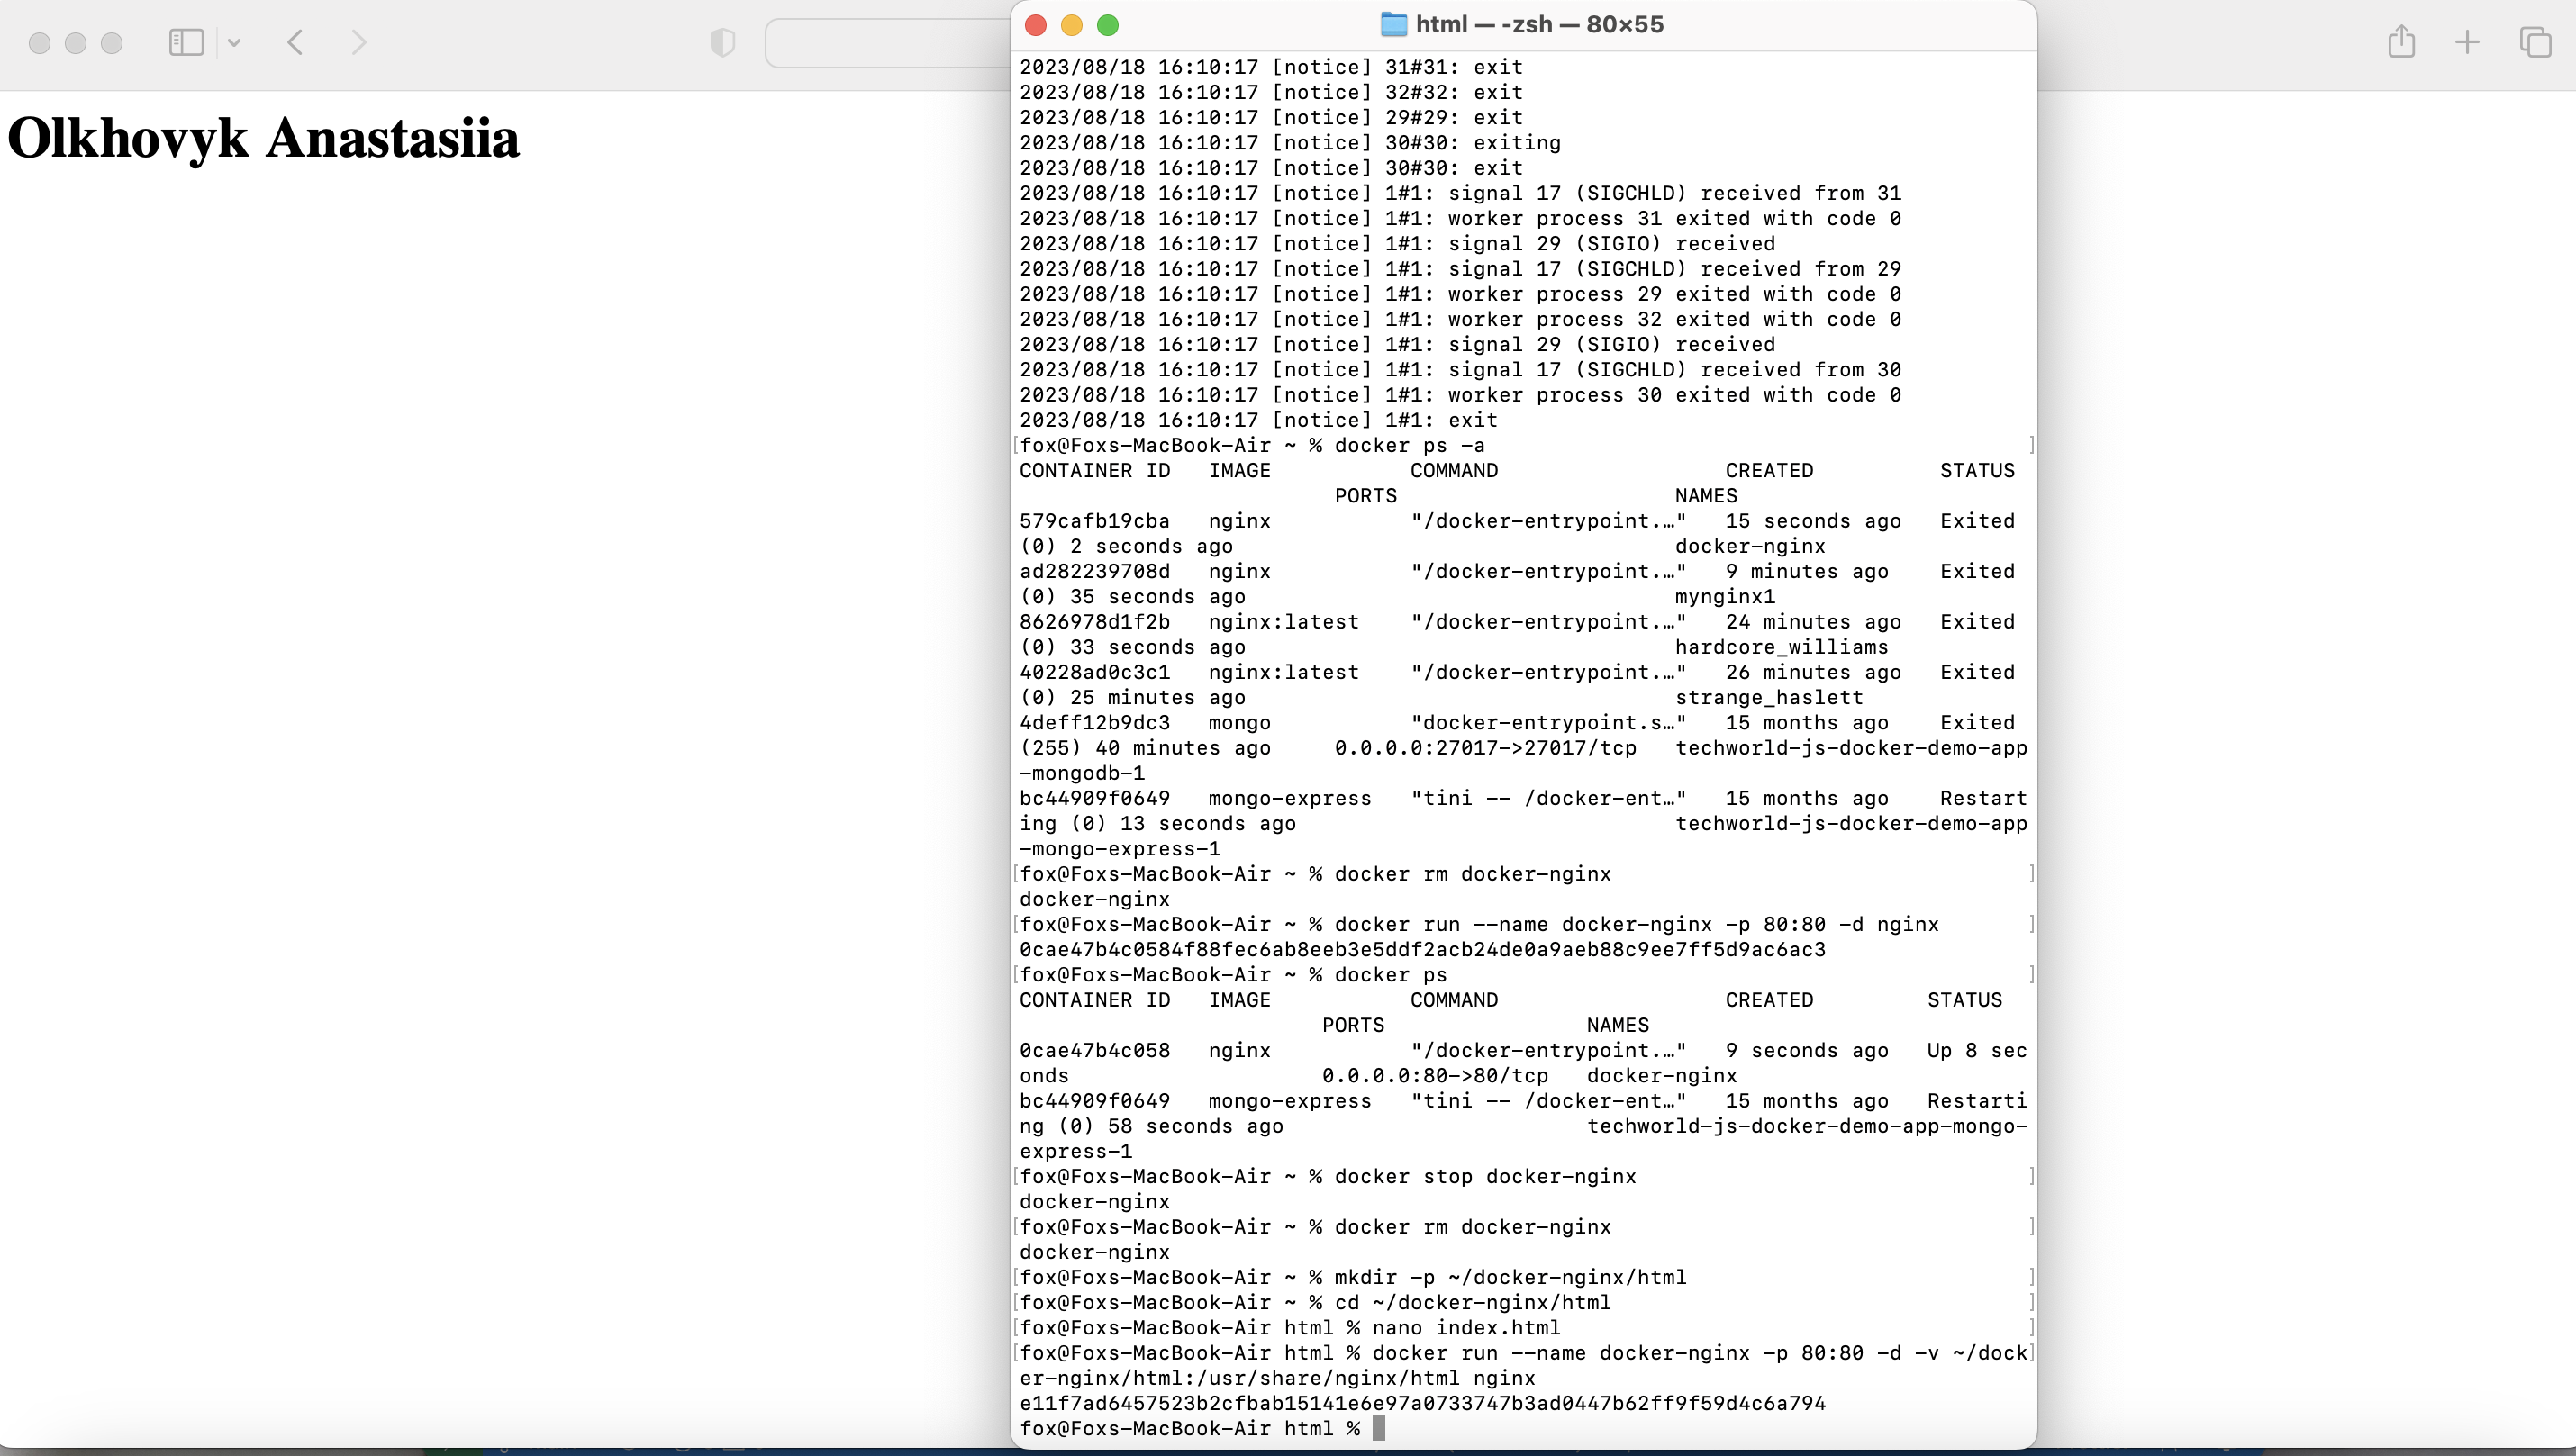 Olkhovyk Anastasiia
html — -zsh — 80×55
2023/08/18 16:10:17 [notice] 31#31: exit
2023/08/18 16:10:17 [notice] 32#32: exit
2023/08/18 16:10:17 [notice] 29#29: exit
2023/08/18 16:10:17 [notice] 30#30: exiting
2023/08/18 16:10:17 [notice] 30#30: exit
2023/08/18 16:10:17 [notice] 1#1: signal 17 (SIGCHLD) received from 31
2023/08/18 16:10:17 [notice] 1#1: worker process 31 exited with code 0
2023/08/18 16:10:17 [notice] 1#1: signal 29 (SIGIO) received
2023/08/18 16:10:17 [notice] 1#1: signal 17 (SIGCHLD) received from 29
2023/08/18 16:10:17 [notice] 1#1: worker process 29 exited with code 0
2023/08/18 16:10:17 [notice] 1#1: worker process 32 exited with code 0
2023/08/18 16:10:17 [notice] 1#1: signal 29 (SIGIO) received
2023/08/18 16:10:17 [notice] 1#1: signal 17 (SIGCHLD) received from 30
2023/08/18 16:10:17 [notice] 1#1: worker process 30 exited with code 0
2023/08/18 16:10:17 [notice] 1#1: exit
[fox@Foxs-MacBook-Air ~ % docker ps -a ]
CONTAINER ID   IMAGE           COMMAND                  CREATED          STATUS
                         PORTS                      NAMES
579cafb19cba   nginx           "/docker-entrypoint.…"   15 seconds ago   Exited
(0) 2 seconds ago                                   docker-nginx
ad282239708d   nginx           "/docker-entrypoint.…"   9 minutes ago    Exited
(0) 35 seconds ago                                  mynginx1
8626978d1f2b   nginx:latest    "/docker-entrypoint.…"   24 minutes ago   Exited
(0) 33 seconds ago                                  hardcore_williams
40228ad0c3c1   nginx:latest    "/docker-entrypoint.…"   26 minutes ago   Exited
(0) 25 minutes ago                                  strange_haslett
4deff12b9dc3   mongo           "docker-entrypoint.s…"   15 months ago    Exited
(255) 40 minutes ago     0.0.0.0:27017->27017/tcp   techworld-js-docker-demo-app
-mongodb-1
bc44909f0649   mongo-express   "tini -- /docker-ent…"   15 months ago    Restart
ing (0) 13 seconds ago                              techworld-js-docker-demo-app
-mongo-express-1
[fox@Foxs-MacBook-Air ~ % docker rm docker-nginx ]
docker-nginx
[fox@Foxs-MacBook-Air ~ % docker run --name docker-nginx -p 80:80 -d nginx ]
0cae47b4c0584f88fec6ab8eeb3e5ddf2acb24de0a9aeb88c9ee7ff5d9ac6ac3
[fox@Foxs-MacBook-Air ~ % docker ps ]
CONTAINER ID   IMAGE           COMMAND                  CREATED         STATUS
                        PORTS                NAMES
0cae47b4c058   nginx           "/docker-entrypoint.…"   9 seconds ago   Up 8 sec
onds                    0.0.0.0:80->80/tcp   docker-nginx
bc44909f0649   mongo-express   "tini -- /docker-ent…"   15 months ago   Restarti
ng (0) 58 seconds ago                        techworld-js-docker-demo-app-mongo-
express-1
[fox@Foxs-MacBook-Air ~ % docker stop docker-nginx ]
docker-nginx
[fox@Foxs-MacBook-Air ~ % docker rm docker-nginx ]
docker-nginx
[fox@Foxs-MacBook-Air ~ % mkdir -p ~/docker-nginx/html ]
[fox@Foxs-MacBook-Air ~ % cd ~/docker-nginx/html ]
[fox@Foxs-MacBook-Air html % nano index.html ]
[fox@Foxs-MacBook-Air html % docker run --name docker-nginx -p 80:80 -d -v ~/dock]
er-nginx/html:/usr/share/nginx/html nginx
e11f7ad6457523b2cfbab15141e6e97a0733747b3ad0447b62ff9f59d4c6a794
fox@Foxs-MacBook-Air html %